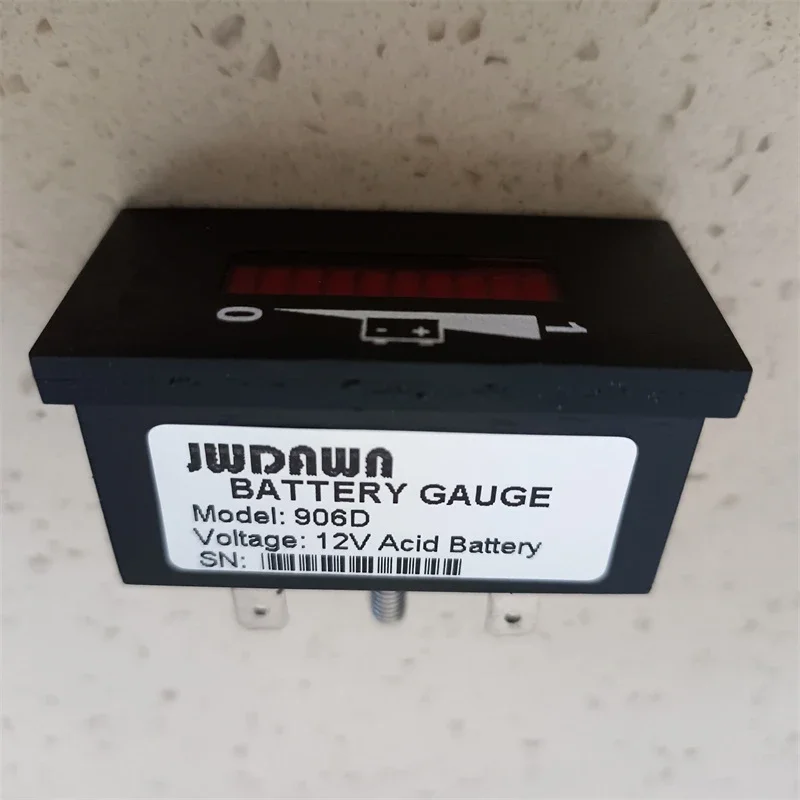 0 - + 1
JWDAWN
BATTERY GAUGE
Model: 906D
Voltage: 12V Acid Battery
SN: